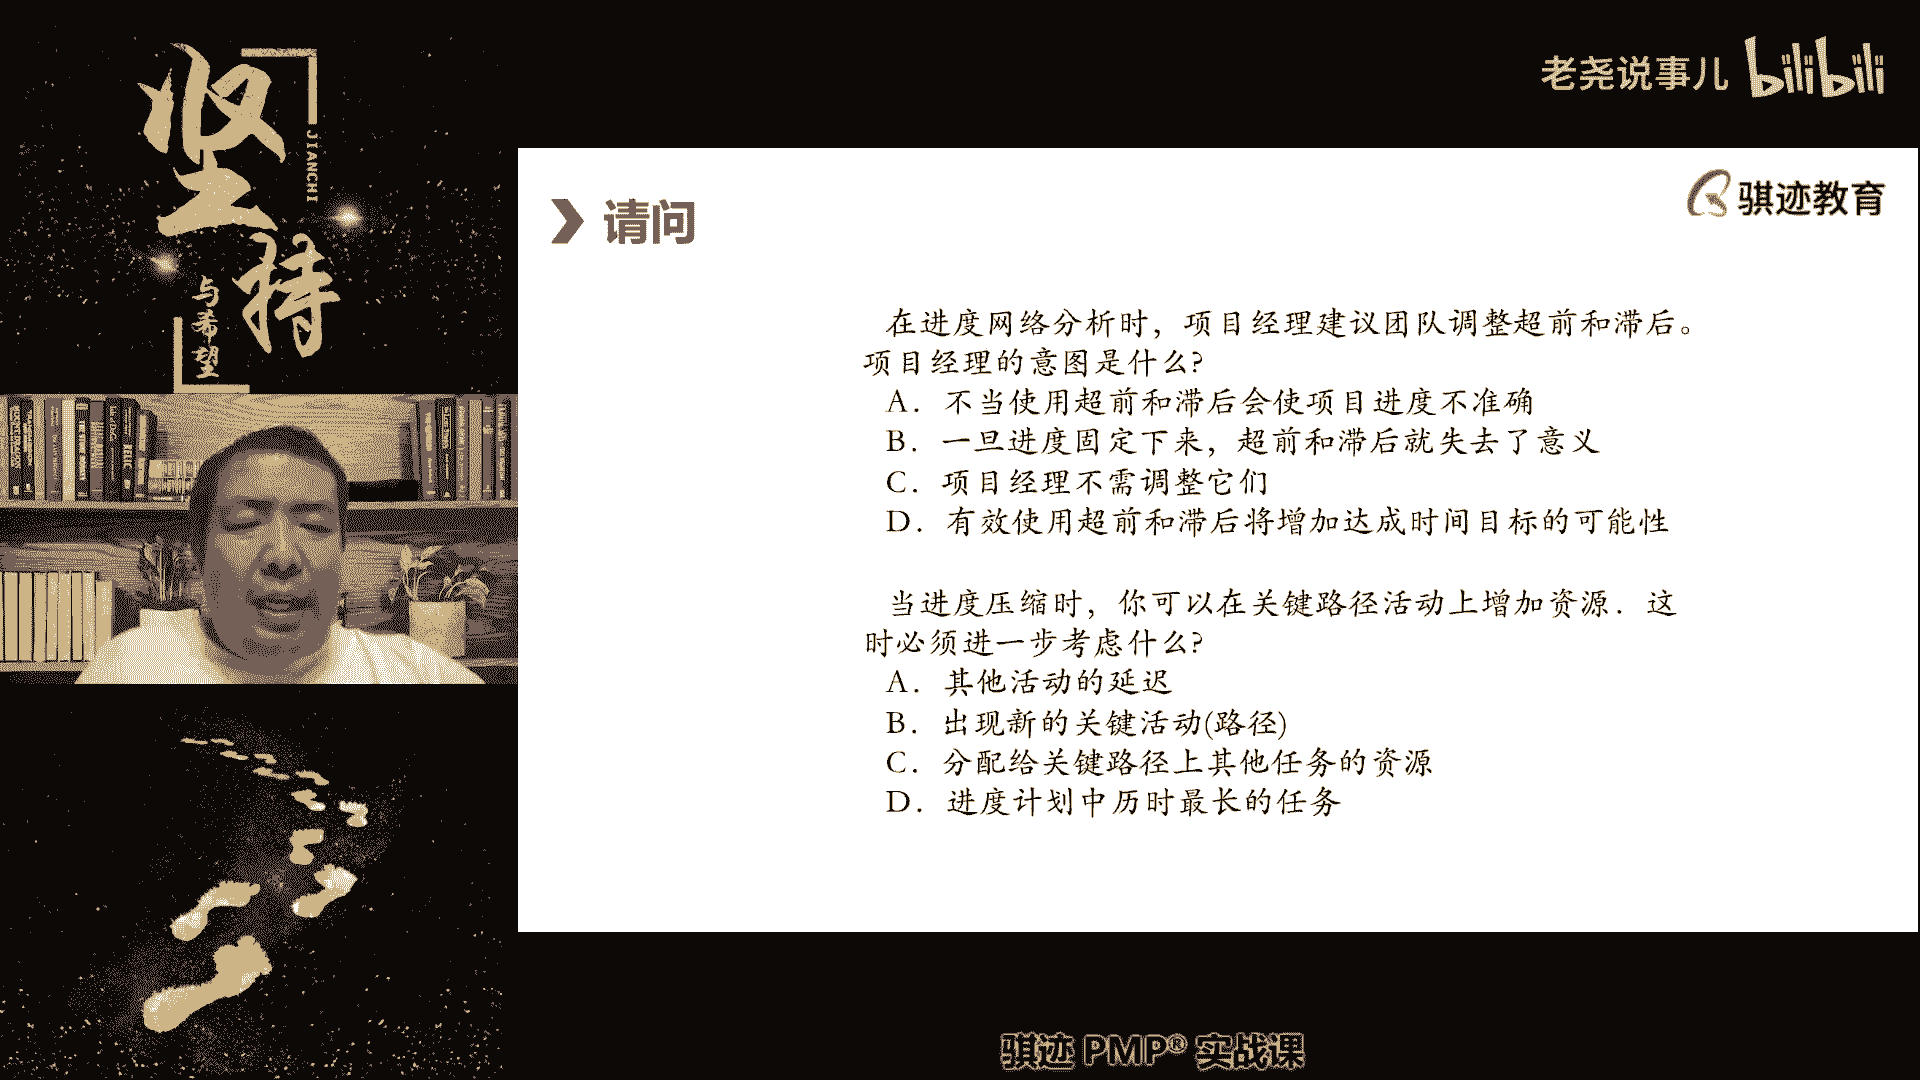 坚持
JIANCHI
与希望
老尧说事儿 bilibili
骐迹教育
请问
在进度网络分析时，项目经理建议团队调整超前和滞后。
项目经理的意图是什么?
A. 不当使用超前和滞后会使项目进度不准确
B. 一旦进度固定下来，超前和滞后就失去了意义
C. 项目经理不需调整它们
D. 有效使用超前和滞后将增加达成时间目标的可能性
当进度压缩时，你可以在关键路径活动上增加资源．这
时必须进一步考虑什么?
A. 其他活动的延迟
B. 出现新的关键活动(路径)
C. 分配给关键路径上其他任务的资源
D. 进度计划中历时最长的任务
骐迹 PMP® 实战课